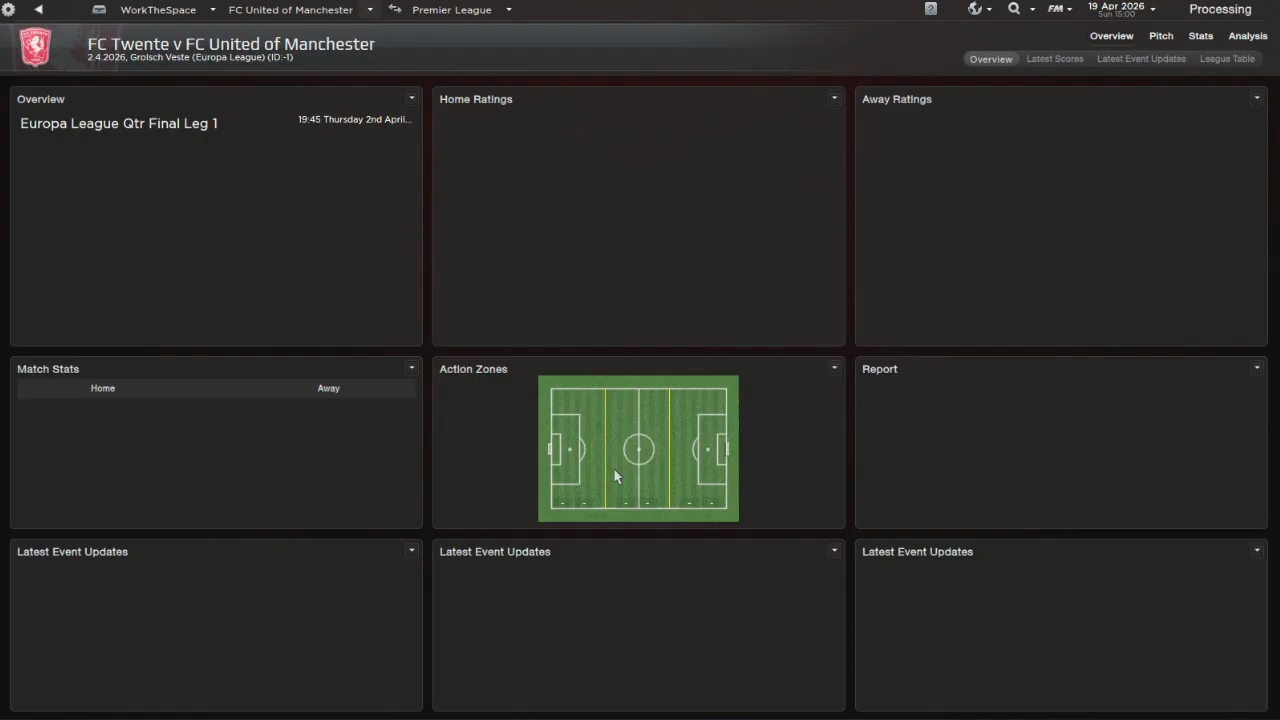 WorkTheSpace FC United of Manchester Premier League 2 FM 19 Apr 2026 Processing
Sun 15:00
FC Twente v FC United of Manchester
2.4.2026, Grolsch Veste (Europa League) (ID:-1)
Overview Pitch Stats Analysis
Overview Latest Scores Latest Event Updates League Table
Overview
Europa League Qtr Final Leg 1 19:45 Thursday 2nd April...
Home Ratings
Away Ratings
Match Stats
Home Away
Action Zones
Report
Latest Event Updates
Latest Event Updates
Latest Event Updates